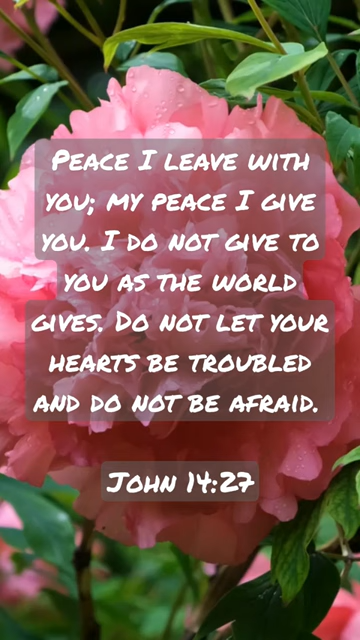 Peace I leave with
you; my peace I give
you. I do not give to
you as the world
gives. Do not let your
hearts be troubled
and do not be afraid.
John 14:27